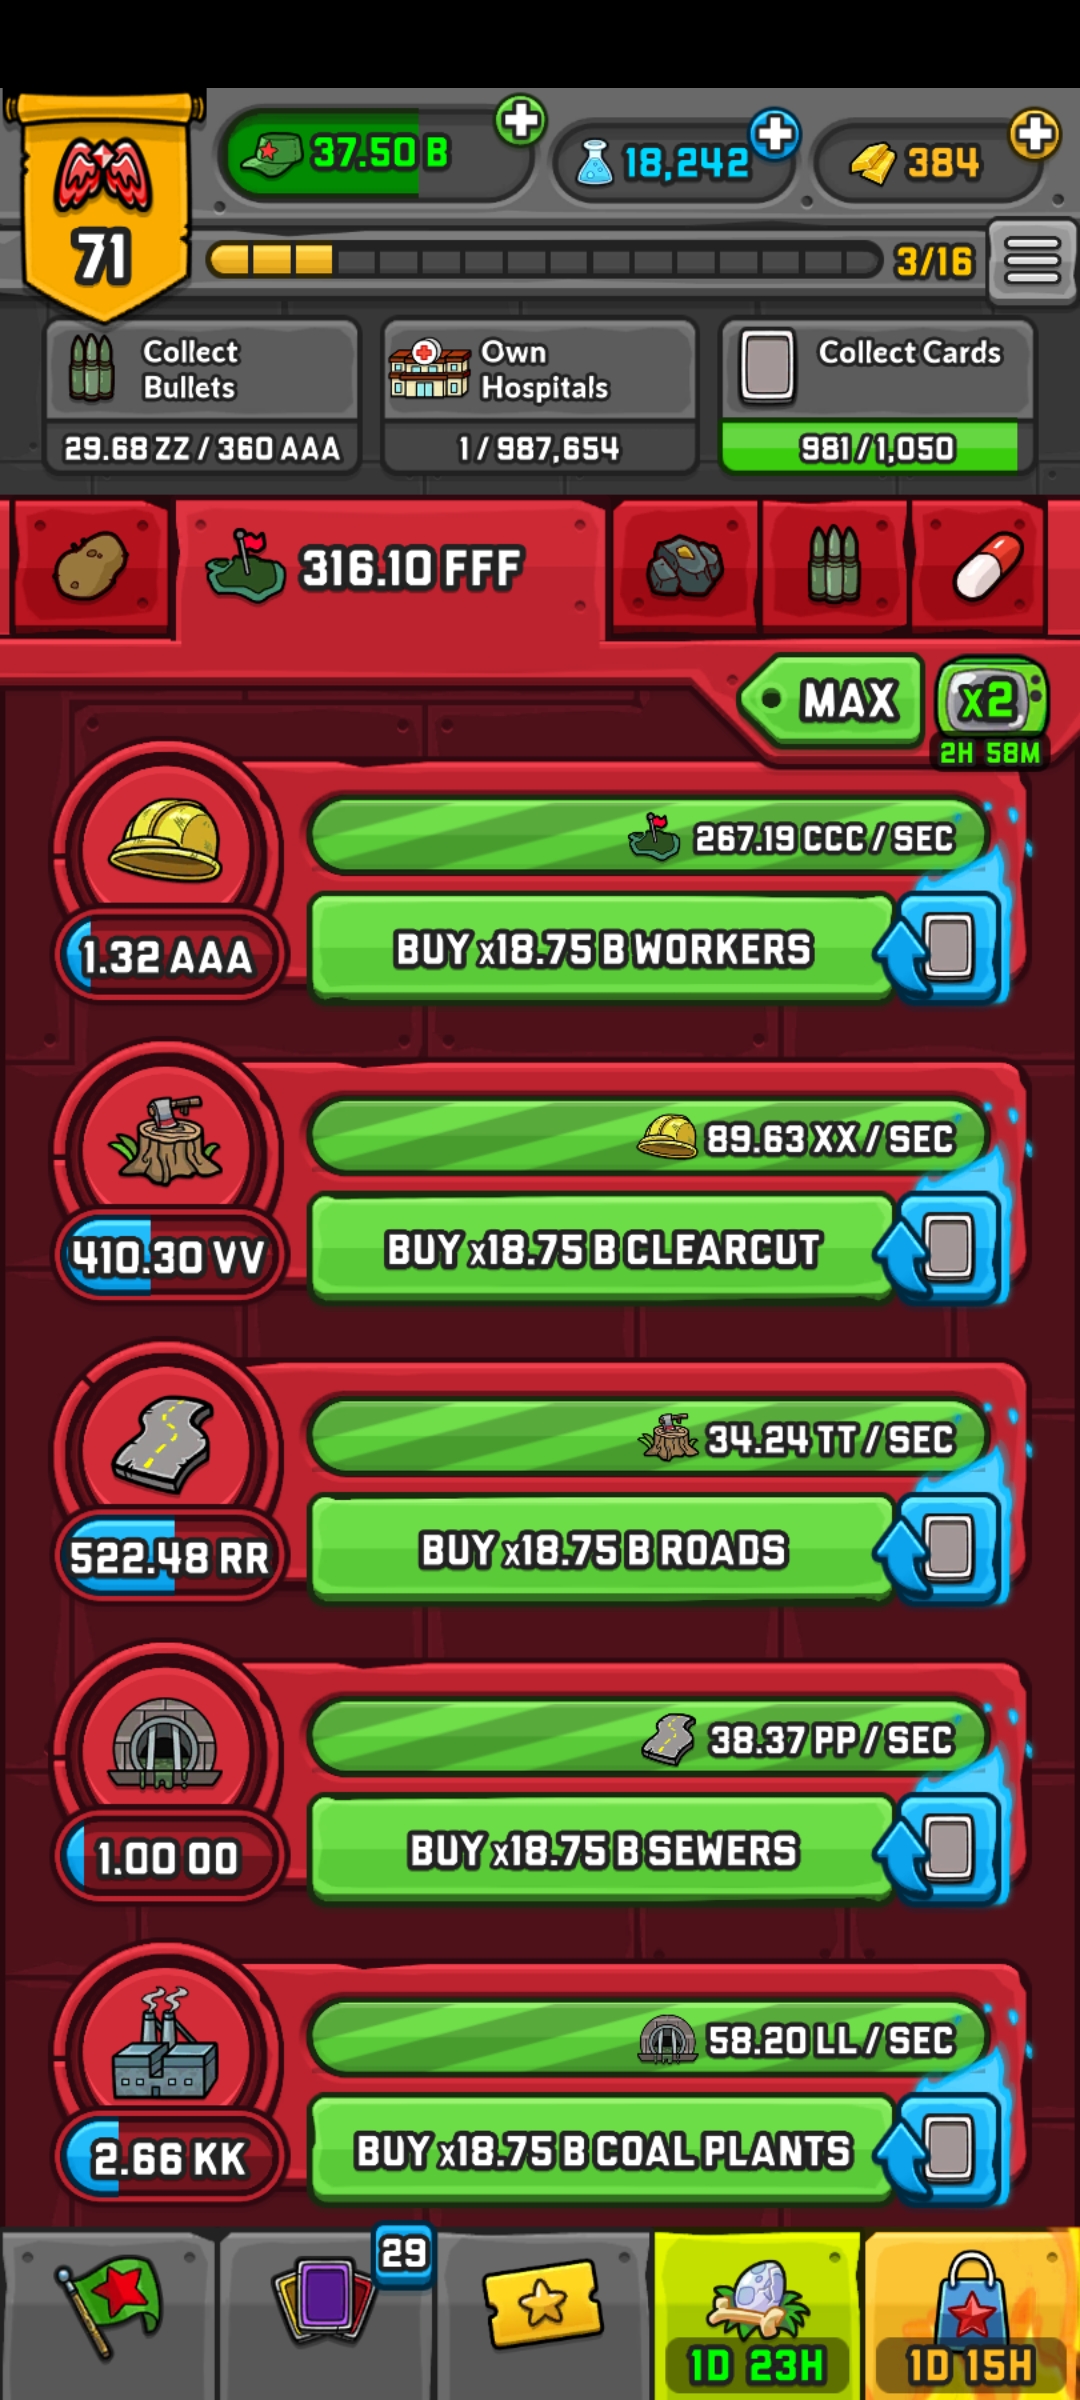 37.50 B
18,242
384
71
3/16
Collect
Bullets
29.68 ZZ / 360 AAA
Own
Hospitals
1 / 987,654
Collect Cards
981 / 1,050
316.10 FFF
MAX
x2
2H 58M
267.19 CCC / SEC
1.32 AAA
BUY x18.75 B WORKERS
89.63 XX / SEC
410.30 VV
BUY x18.75 B CLEARCUT
34.24 TT / SEC
522.48 RR
BUY x18.75 B ROADS
38.37 PP / SEC
1.00 OO
BUY x18.75 B SEWERS
58.20 LL / SEC
2.66 KK
BUY x18.75 B COAL PLANTS
29
1D 23H
1D 15H